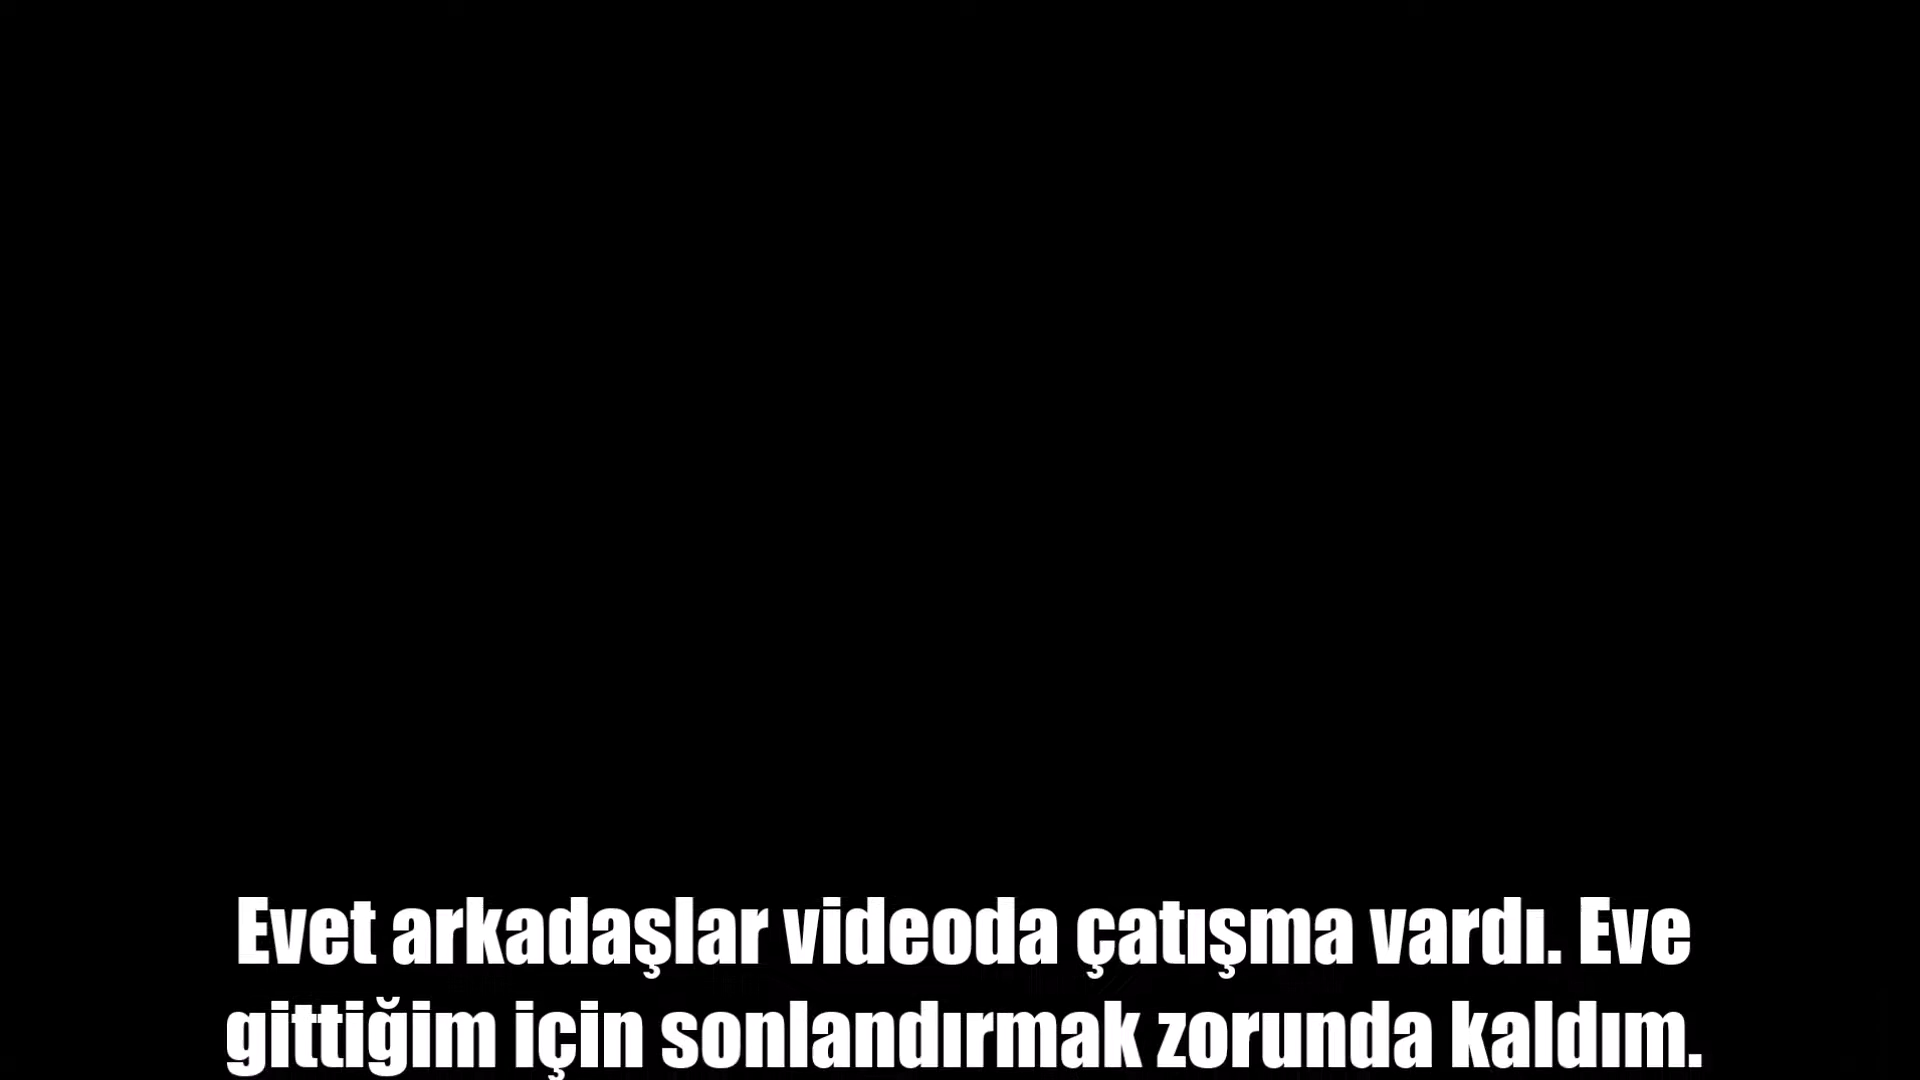 Evet arkadaşlar videoda çatışma vardı. Eve
gittiğim için sonlandırmak zorunda kaldım.